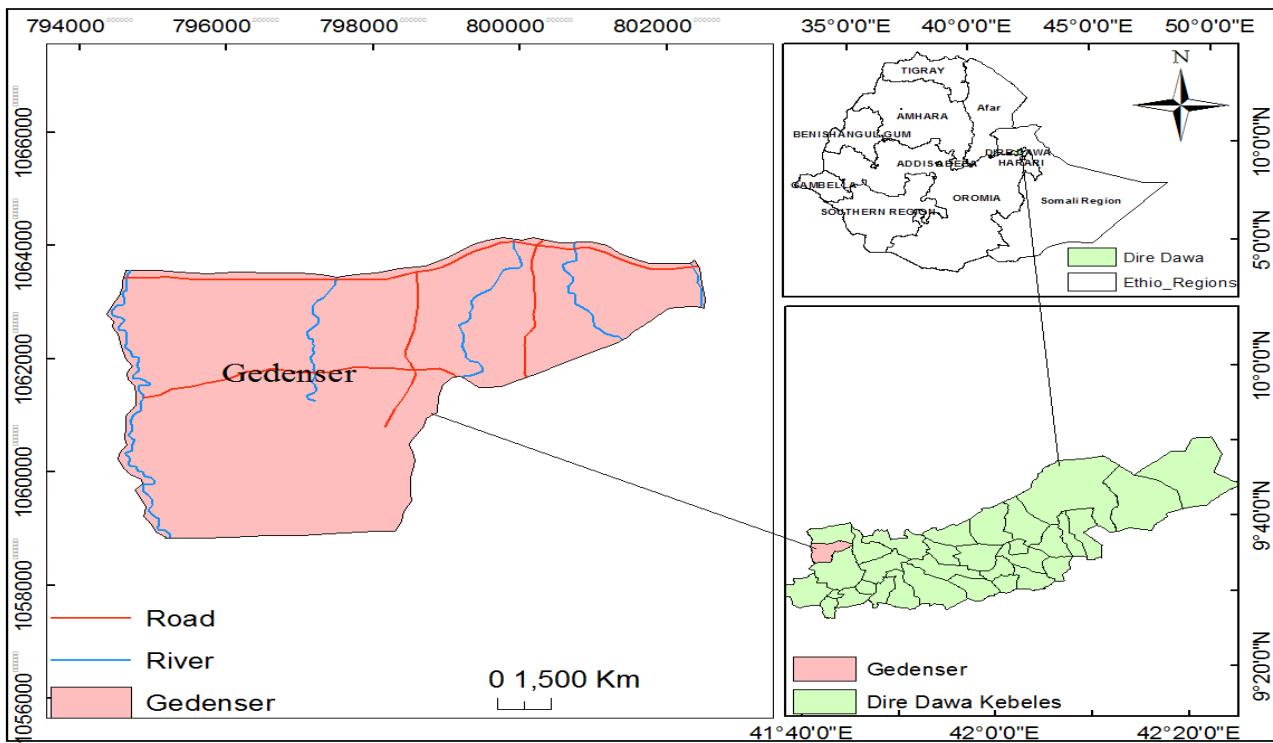 794000 796000 798000 800000 802000
35°0'0"E 40°0'0"E 45°0'0"E 50°0'0"E
N
TIGRAY
Afar
AMHARA
BENISHANGUL GUM
DIRE DAWA
ADDIS ABEBA
HARARI
GAMBELLA
OROMIA
Somali Region
SOUTHERN REGION
Dire Dawa
Ethio_Regions
10°0'0"N
5°0'0"N
1066000
1064000
1062000
1060000
1058000
1056000
Gedenser
Road
River
Gedenser
0 1,500 Km
10°0'0"N
9°40'0"N
9°20'0"N
Gedenser
Dire Dawa Kebeles
41°40'0"E 42°0'0"E 42°20'0"E